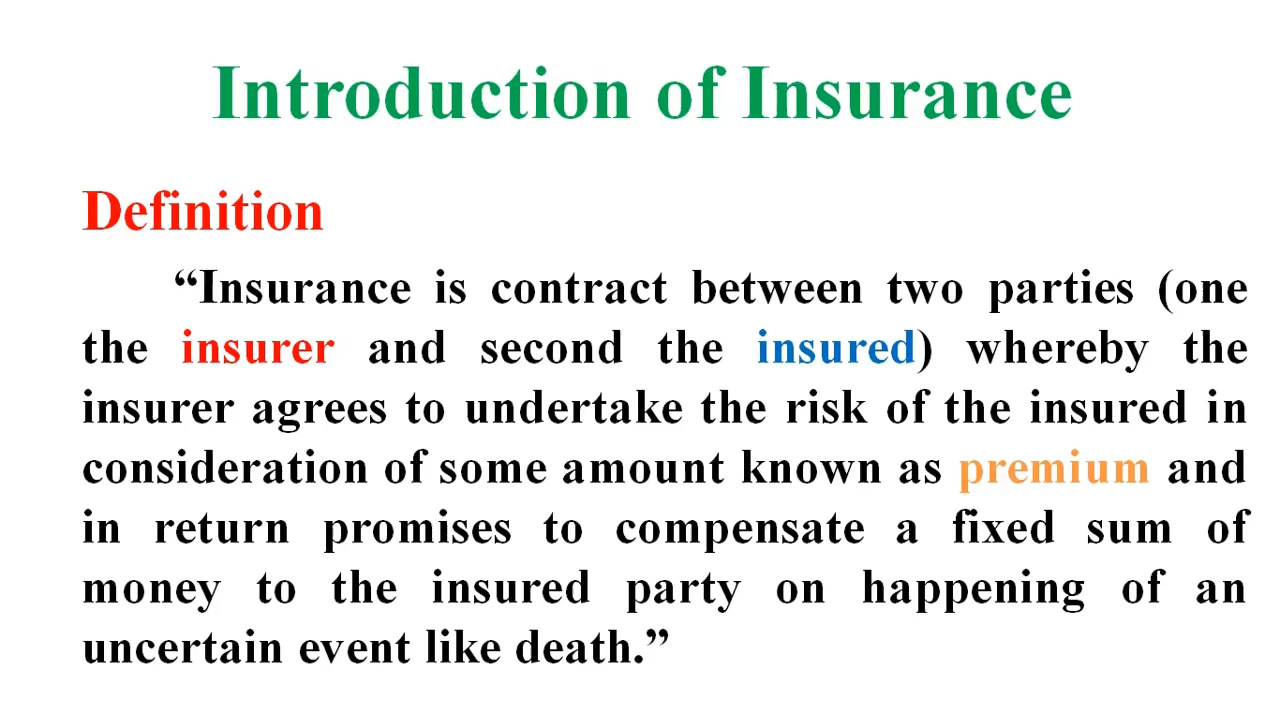 Introduction of Insurance
Definition
“Insurance is contract between two parties (one
the insurer and second the insured) whereby the
insurer agrees to undertake the risk of the insured in
consideration of some amount known as premium and
in return promises to compensate a fixed sum of
money to the insured party on happening of an
uncertain event like death.”